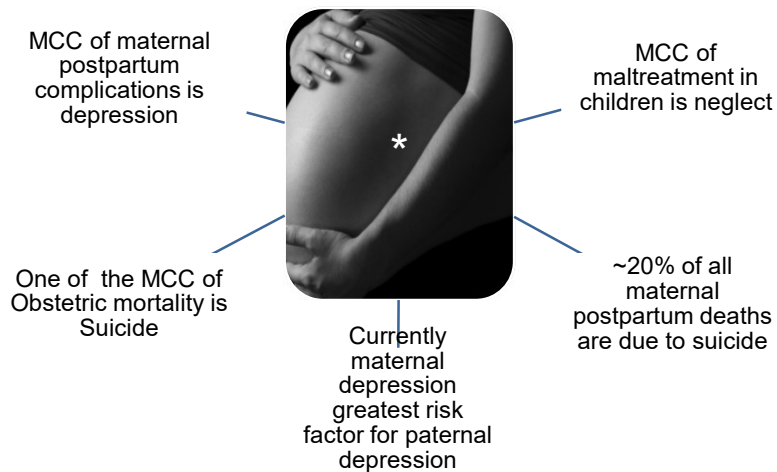 MCC of maternal
postpartum
complications is
depression
MCC of
maltreatment in
children is neglect
*
One of  the MCC of
Obstetric mortality is
Suicide
~20% of all
maternal
postpartum deaths
are due to suicide
Currently
maternal
depression
greatest risk
factor for paternal
depression